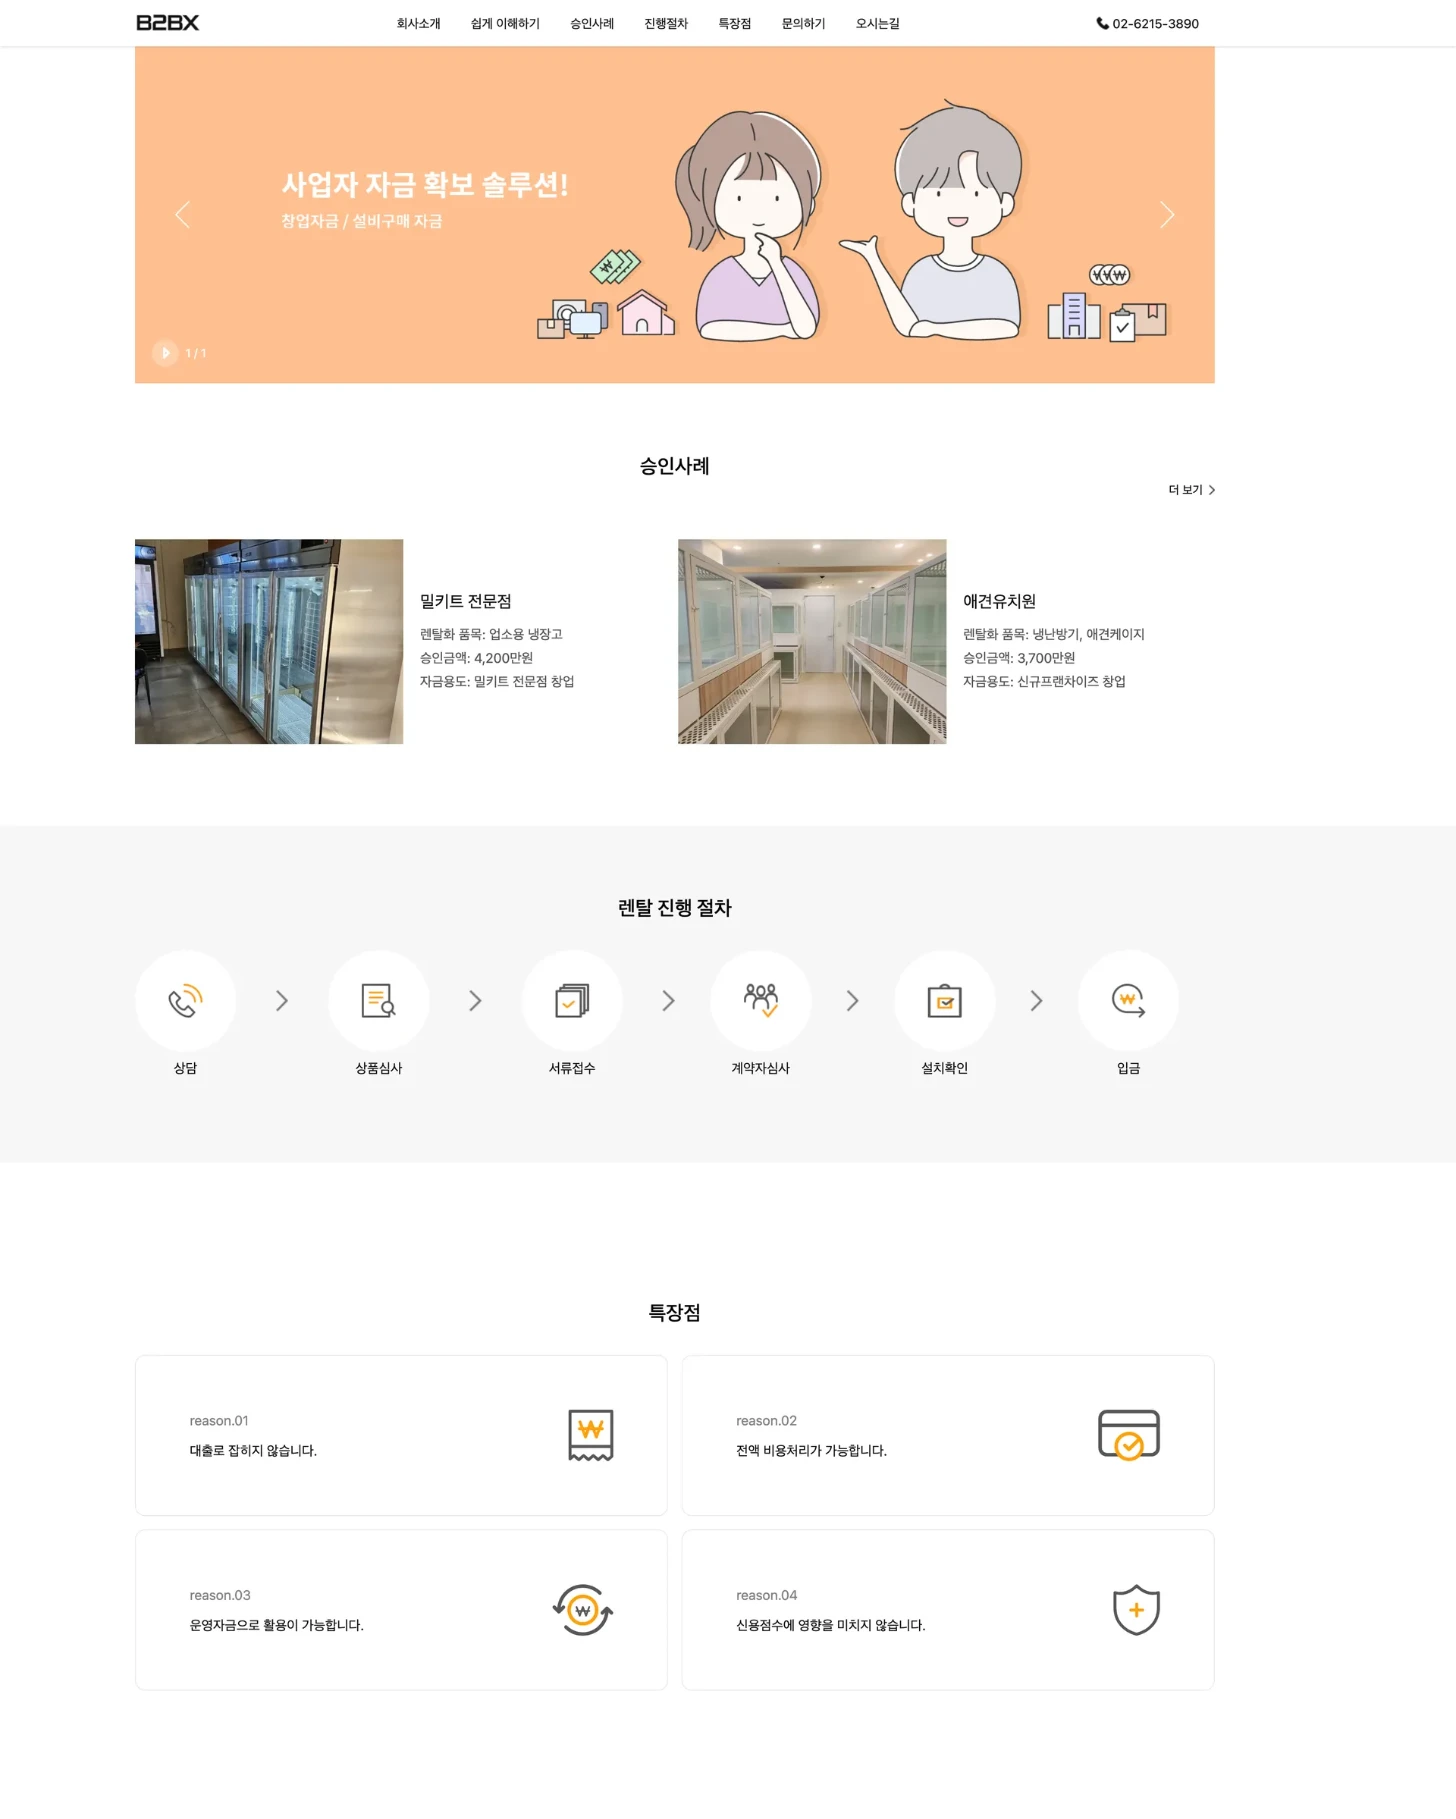 B2BX
회사소개 쉽게 이해하기 승인사례 진행절차 특장점 문의하기 오시는길
02-6215-3890
사업자 자금 확보 솔루션!
창업자금 / 설비구매 자금
1 / 1
승인사례
더 보기
밀키트 전문점
렌탈화 품목: 업소용 냉장고
승인금액: 4,200만원
자금용도: 밀키트 전문점 창업
애견유치원
렌탈화 품목: 냉난방기, 애견케이지
승인금액: 3,700만원
자금용도: 신규프랜차이즈 창업
렌탈 진행 절차
상담
상품심사
서류접수
계약자심사
설치확인
입금
특장점
reason.01
대출로 잡히지 않습니다.
reason.02
전액 비용처리가 가능합니다.
reason.03
운영자금으로 활용이 가능합니다.
reason.04
신용점수에 영향을 미치지 않습니다.